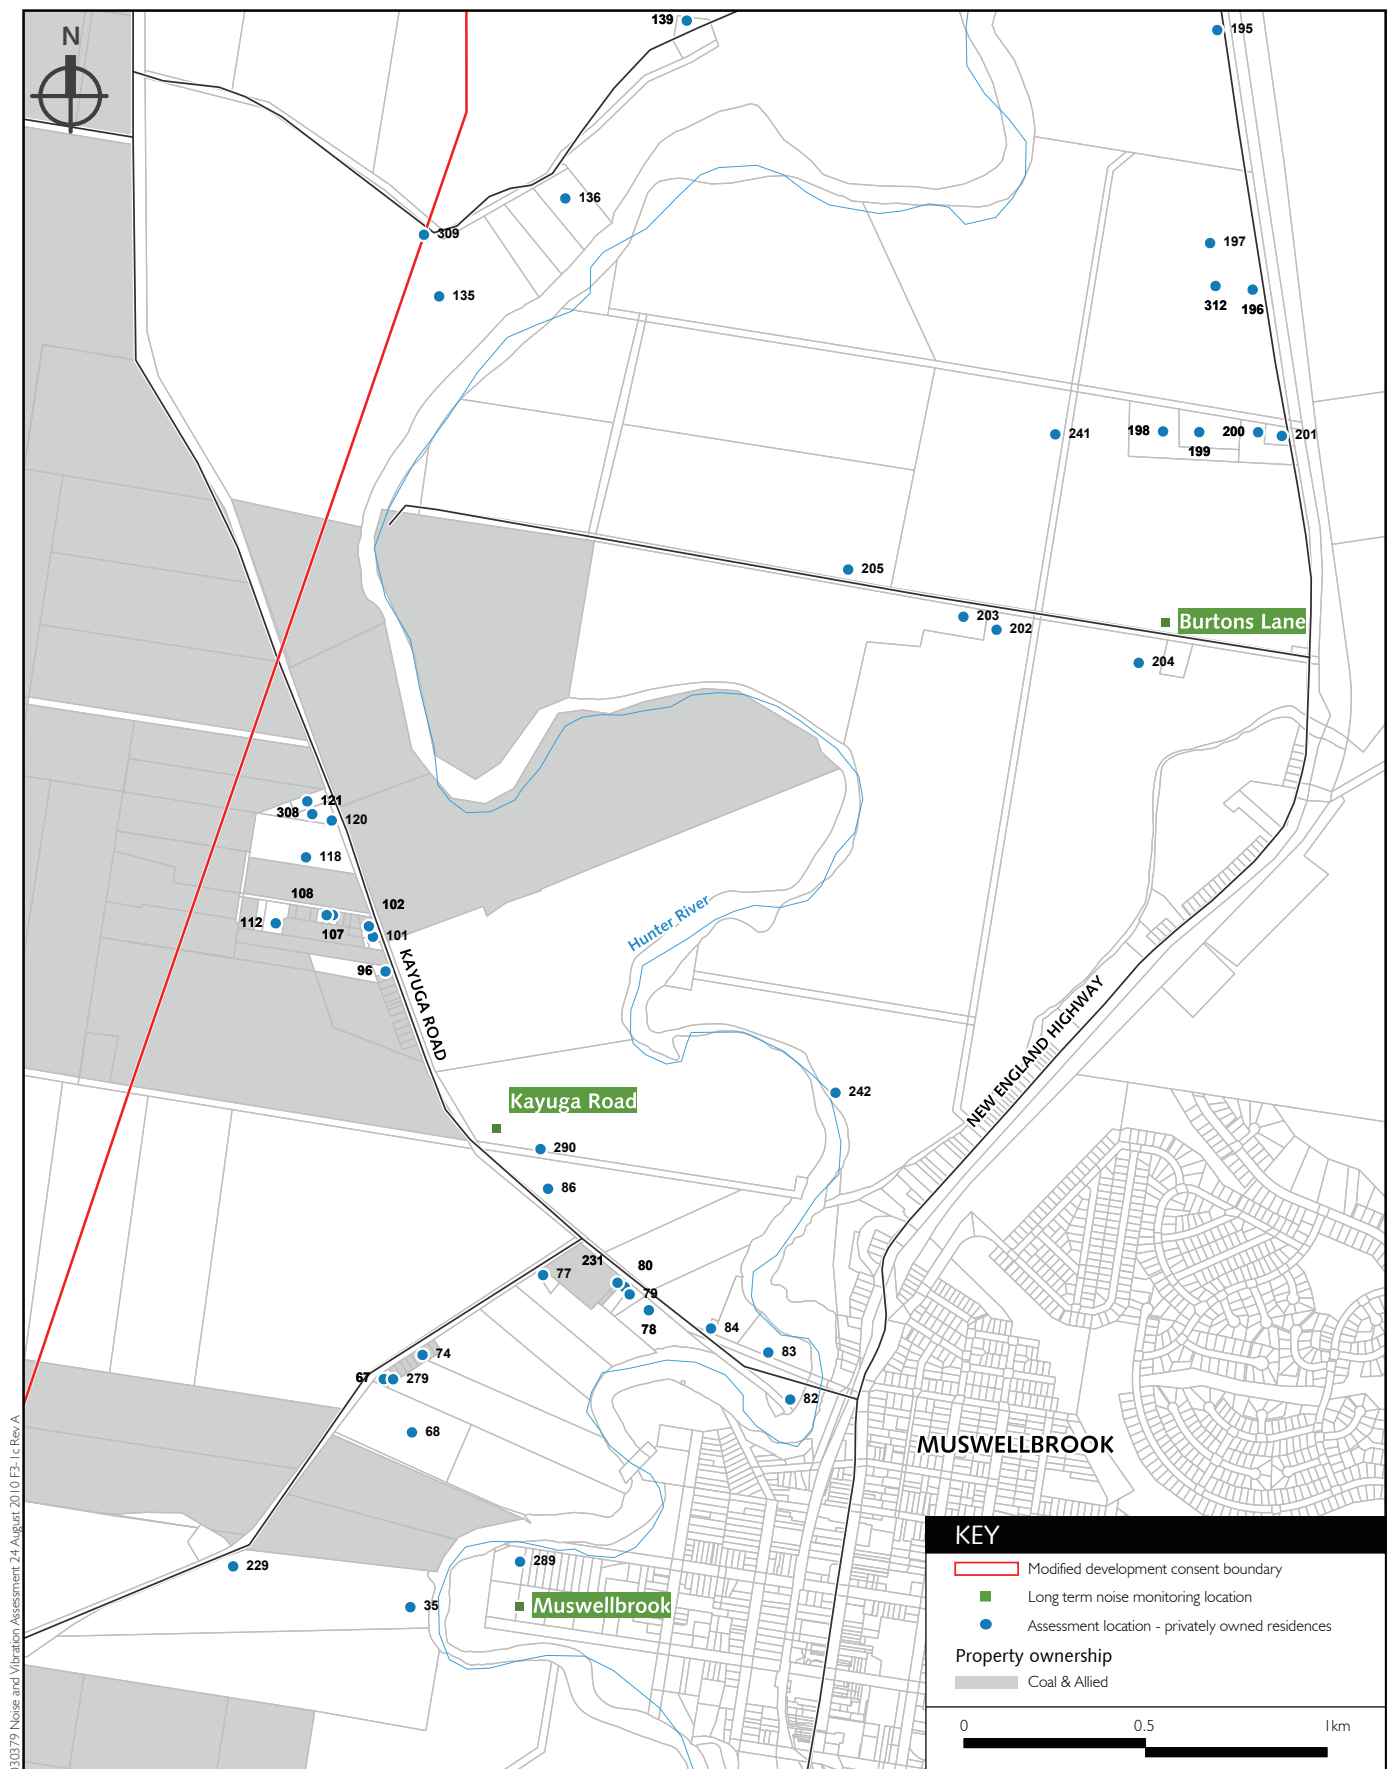 N
139
195
136
309
197
135
312
196
241
198
199
200
201
205
203
202
Burtons Lane
204
121
308
120
118
108
102
112
107
101
96
KAYUGA ROAD
Hunter River
NEW ENGLAND HIGHWAY
242
Kayuga Road
290
86
231
80
77
79
78
84
83
74
67
279
82
68
MUSWELLBROOK
229
289
35
Muswellbrook
KEY
Modified development consent boundary
Long term noise monitoring location
Assessment location - privately owned residences
Property ownership
Coal & Allied
0 0.5 1km
030379 Noise and Vibration Assessment 24 August 2010 F3-1c Rev A